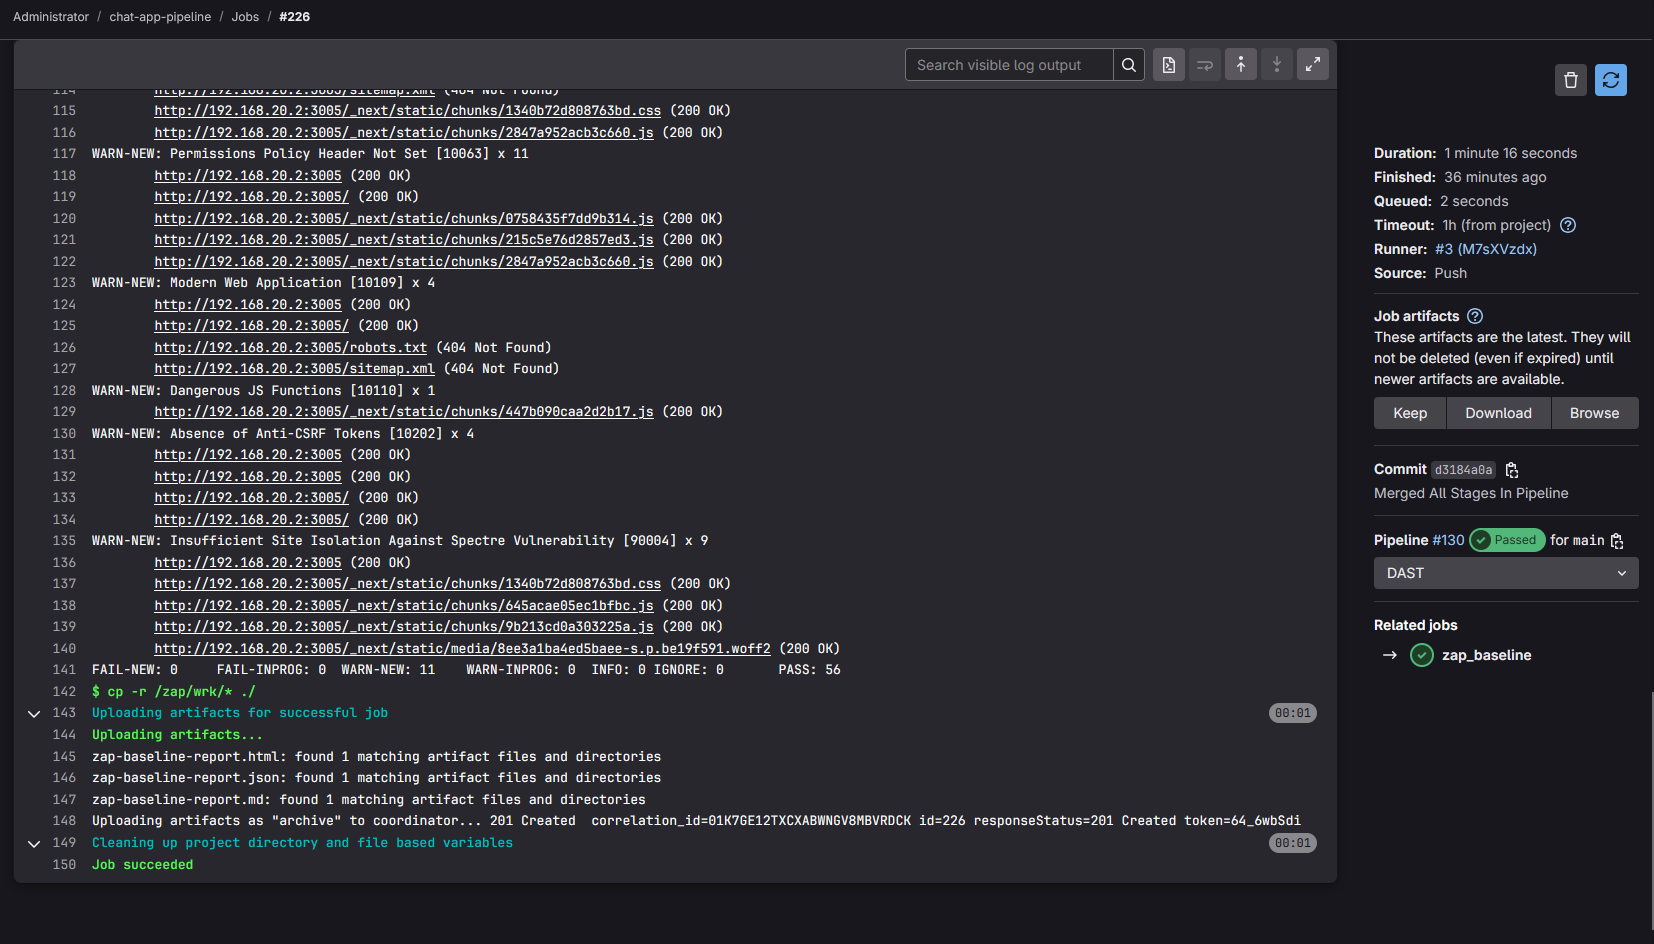 Administrator / chat-app-pipeline / Jobs / #226
Search visible log output
114 http://192.168.20.2:3005/sitemap.xml (404 Not Found)
115 http://192.168.20.2:3005/_next/static/chunks/1340b72d808763bd.css (200 OK)
116 http://192.168.20.2:3005/_next/static/chunks/2847a952acb3c660.js (200 OK)
117 WARN-NEW: Permissions Policy Header Not Set [10063] x 11
118 http://192.168.20.2:3005 (200 OK)
119 http://192.168.20.2:3005/ (200 OK)
120 http://192.168.20.2:3005/_next/static/chunks/0758435f7dd9b314.js (200 OK)
121 http://192.168.20.2:3005/_next/static/chunks/215c5e76d2857ed3.js (200 OK)
122 http://192.168.20.2:3005/_next/static/chunks/2847a952acb3c660.js (200 OK)
123 WARN-NEW: Modern Web Application [10109] x 4
124 http://192.168.20.2:3005 (200 OK)
125 http://192.168.20.2:3005/ (200 OK)
126 http://192.168.20.2:3005/robots.txt (404 Not Found)
127 http://192.168.20.2:3005/sitemap.xml (404 Not Found)
128 WARN-NEW: Dangerous JS Functions [10110] x 1
129 http://192.168.20.2:3005/_next/static/chunks/447b090caa2d2b17.js (200 OK)
130 WARN-NEW: Absence of Anti-CSRF Tokens [10202] x 4
131 http://192.168.20.2:3005 (200 OK)
132 http://192.168.20.2:3005 (200 OK)
133 http://192.168.20.2:3005/ (200 OK)
134 http://192.168.20.2:3005/ (200 OK)
135 WARN-NEW: Insufficient Site Isolation Against Spectre Vulnerability [90004] x 9
136 http://192.168.20.2:3005 (200 OK)
137 http://192.168.20.2:3005/_next/static/chunks/1340b72d808763bd.css (200 OK)
138 http://192.168.20.2:3005/_next/static/chunks/645acae05ec1bfbc.js (200 OK)
139 http://192.168.20.2:3005/_next/static/chunks/9b213cd0a303225a.js (200 OK)
140 http://192.168.20.2:3005/_next/static/media/8ee3a1ba4ed5baee-s.p.be19f591.woff2 (200 OK)
141 FAIL-NEW: 0 FAIL-INPROG: 0 WARN-NEW: 11 WARN-INPROG: 0 INFO: 0 IGNORE: 0 PASS: 56
142 $ cp -r /zap/wrk/* ./
143 Uploading artifacts for successful job 00:01
144 Uploading artifacts...
145 zap-baseline-report.html: found 1 matching artifact files and directories
146 zap-baseline-report.json: found 1 matching artifact files and directories
147 zap-baseline-report.md: found 1 matching artifact files and directories
148 Uploading artifacts as "archive" to coordinator... 201 Created correlation_id=01K7GE12TXCXABWNGV8MBVRDCK id=226 responseStatus=201 Created token=64_6wbSdi
149 Cleaning up project directory and file based variables 00:01
150 Job succeeded
Duration: 1 minute 16 seconds
Finished: 36 minutes ago
Queued: 2 seconds
Timeout: 1h (from project)
Runner: #3 (M7sXVzdx)
Source: Push
Job artifacts
These artifacts are the latest. They will
not be deleted (even if expired) until
newer artifacts are available.
Keep Download Browse
Commit d3184a0a
Merged All Stages In Pipeline
Pipeline #130 Passed for main
DAST
Related jobs
zap_baseline